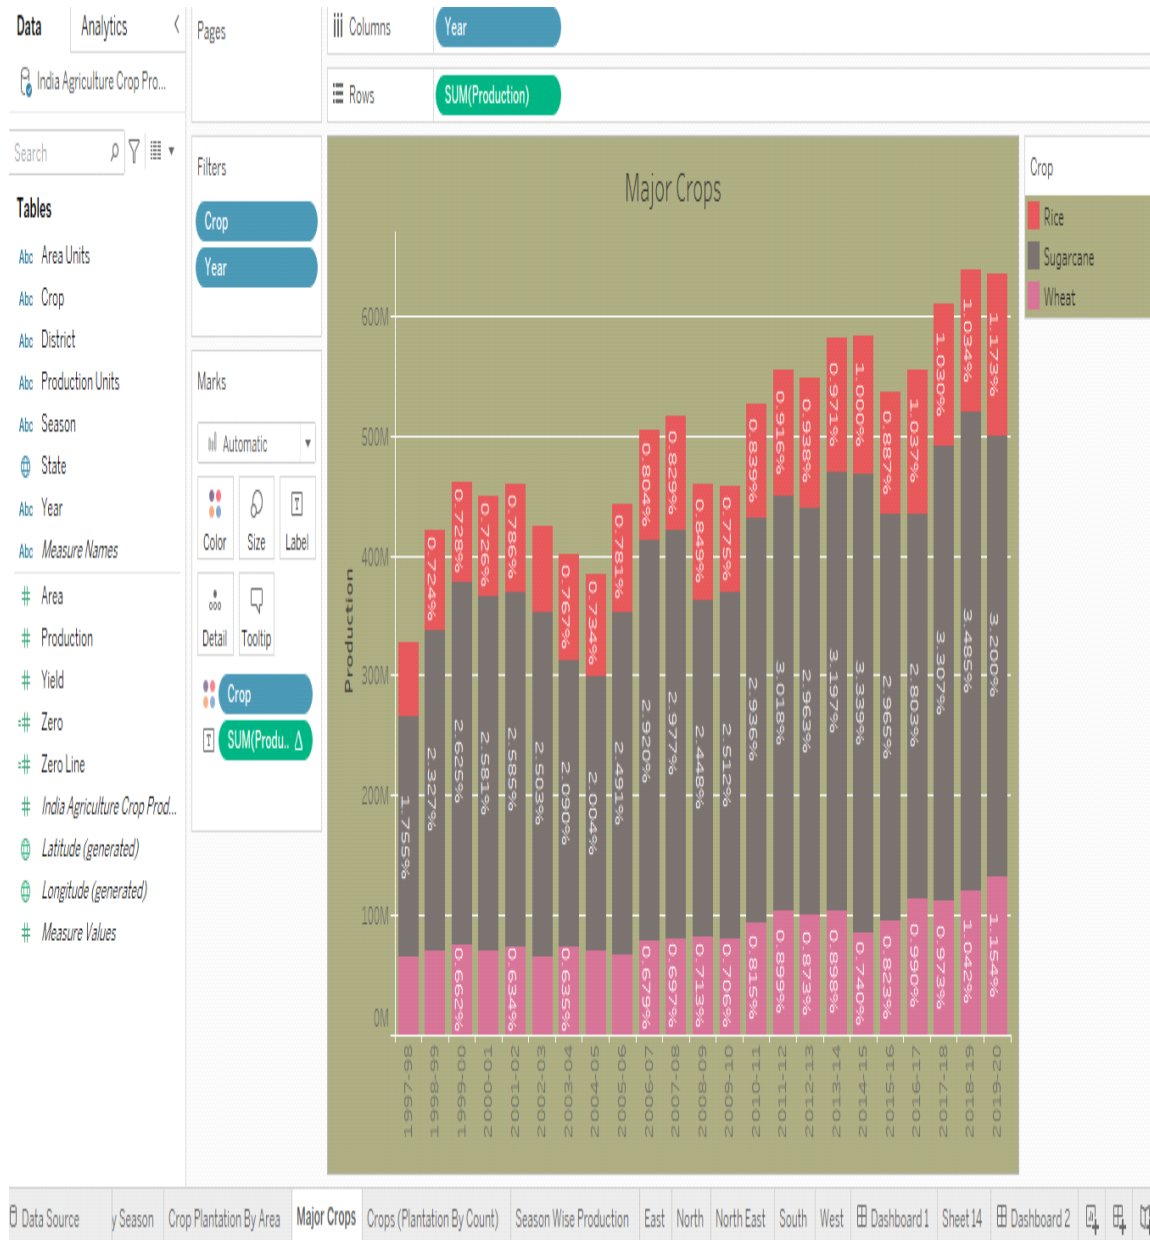 Data
Analytics
India Agriculture Crop Pro...
Search
Tables
Abc Area Units
Abc Crop
Abc District
Abc Production Units
Abc Season
State
Abc Year
Abc Measure Names
# Area
# Production
# Yield
=# Zero
=# Zero Line
# India Agriculture Crop Prod...
Latitude (generated)
Longitude (generated)
# Measure Values
Pages
Filters
Crop
Year
Marks
Automatic
Color
Size
Label
Detail
Tooltip
Crop
SUM(Produ.. Δ
Columns
Year
Rows
SUM(Production)
Major Crops
Production
600M
500M
400M
300M
200M
100M
0M
0.724%
0.728%
0.726%
0.786%
0.767%
0.734%
0.781%
0.804%
0.829%
0.849%
0.775%
0.839%
0.916%
0.938%
0.971%
1.000%
0.887%
1.037%
1.030%
1.034%
1.173%
1.755%
2.327%
2.625%
2.581%
2.585%
2.503%
2.090%
2.004%
2.491%
2.920%
2.977%
2.448%
2.512%
2.936%
3.018%
2.963%
3.197%
3.339%
2.965%
2.803%
3.307%
3.485%
3.200%
0.662%
0.634%
0.635%
0.679%
0.697%
0.713%
0.706%
0.815%
0.899%
0.873%
0.898%
0.740%
0.823%
0.990%
0.973%
1.042%
1.154%
1997-98
1998-99
1999-00
2000-01
2001-02
2002-03
2003-04
2004-05
2005-06
2006-07
2007-08
2008-09
2009-10
2010-11
2011-12
2012-13
2013-14
2014-15
2015-16
2016-17
2017-18
2018-19
2019-20
Crop
Rice
Sugarcane
Wheat
Data Source
y Season
Crop Plantation By Area
Major Crops
Crops (Plantation By Count)
Season Wise Production
East
North
North East
South
West
Dashboard 1
Sheet 14
Dashboard 2